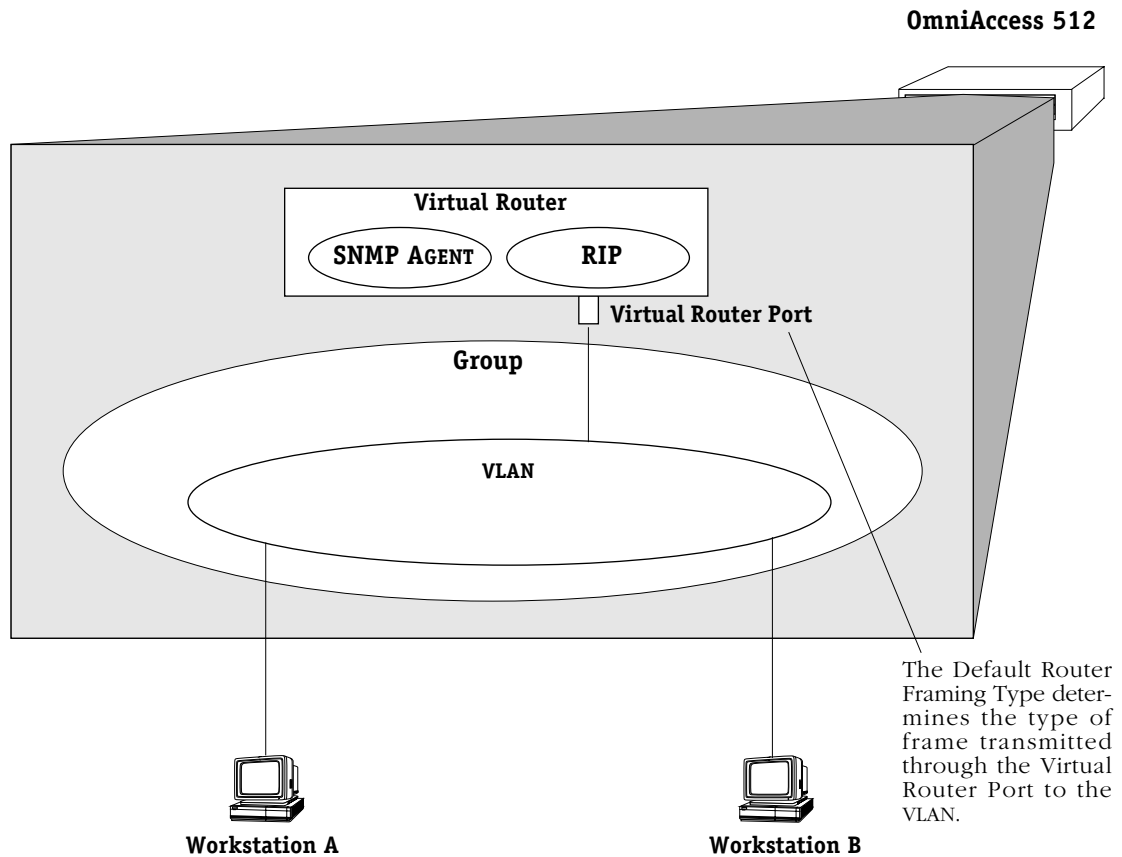 OmniAccess 512
Virtual Router
SNMP AGENT
RIP
Virtual Router Port
Group
VLAN
The Default Router
Framing Type deter-
mines the type of
frame transmitted
through the Virtual
Router Port to the
VLAN.
Workstation A
Workstation B